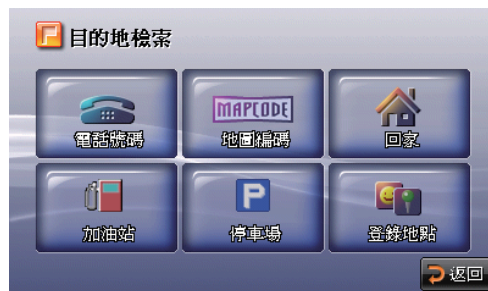 目的地檢索
電話號碼
MAPCODE
地圖編碼
回家
加油站
P
停車場
登錄地點
返回